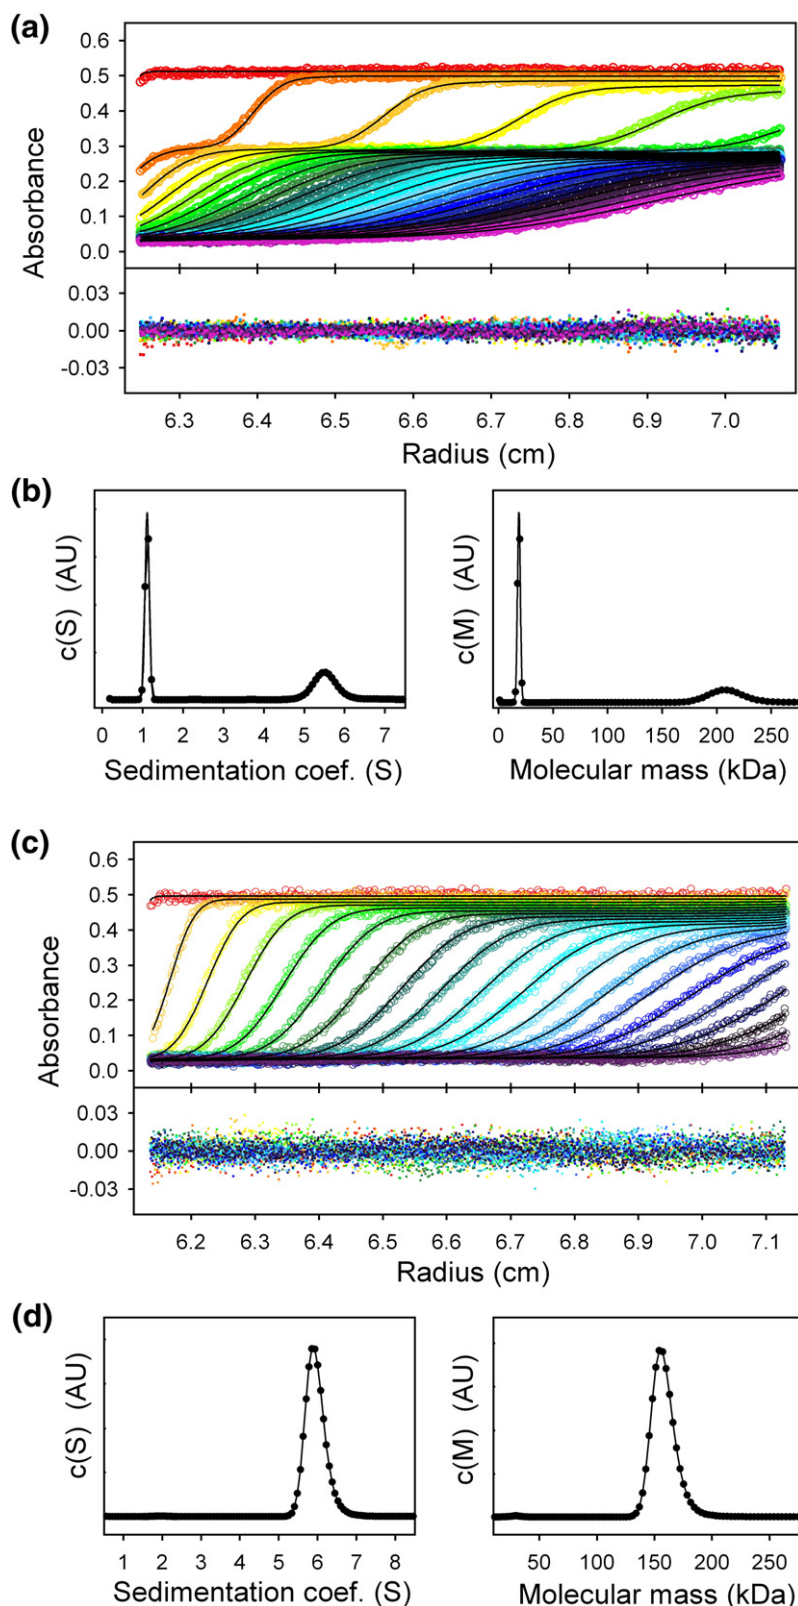 (a)
0.6
0.5
0.4
0.3
0.2
0.1
0.0
Absorbance
0.03
0.00
-0.03
6.3 6.4 6.5 6.6 6.7 6.8 6.9 7.0
Radius (cm)
(b)
c(S) (AU)
0 1 2 3 4 5 6 7
Sedimentation coef. (S)
c(M) (AU)
0 50 100 150 200 250
Molecular mass (kDa)
(c)
0.6
0.5
0.4
0.3
0.2
0.1
0.0
Absorbance
0.03
0.00
-0.03
6.2 6.3 6.4 6.5 6.6 6.7 6.8 6.9 7.0 7.1
Radius (cm)
(d)
c(S) (AU)
1 2 3 4 5 6 7 8
Sedimentation coef. (S)
c(M) (AU)
50 100 150 200 250
Molecular mass (kDa)